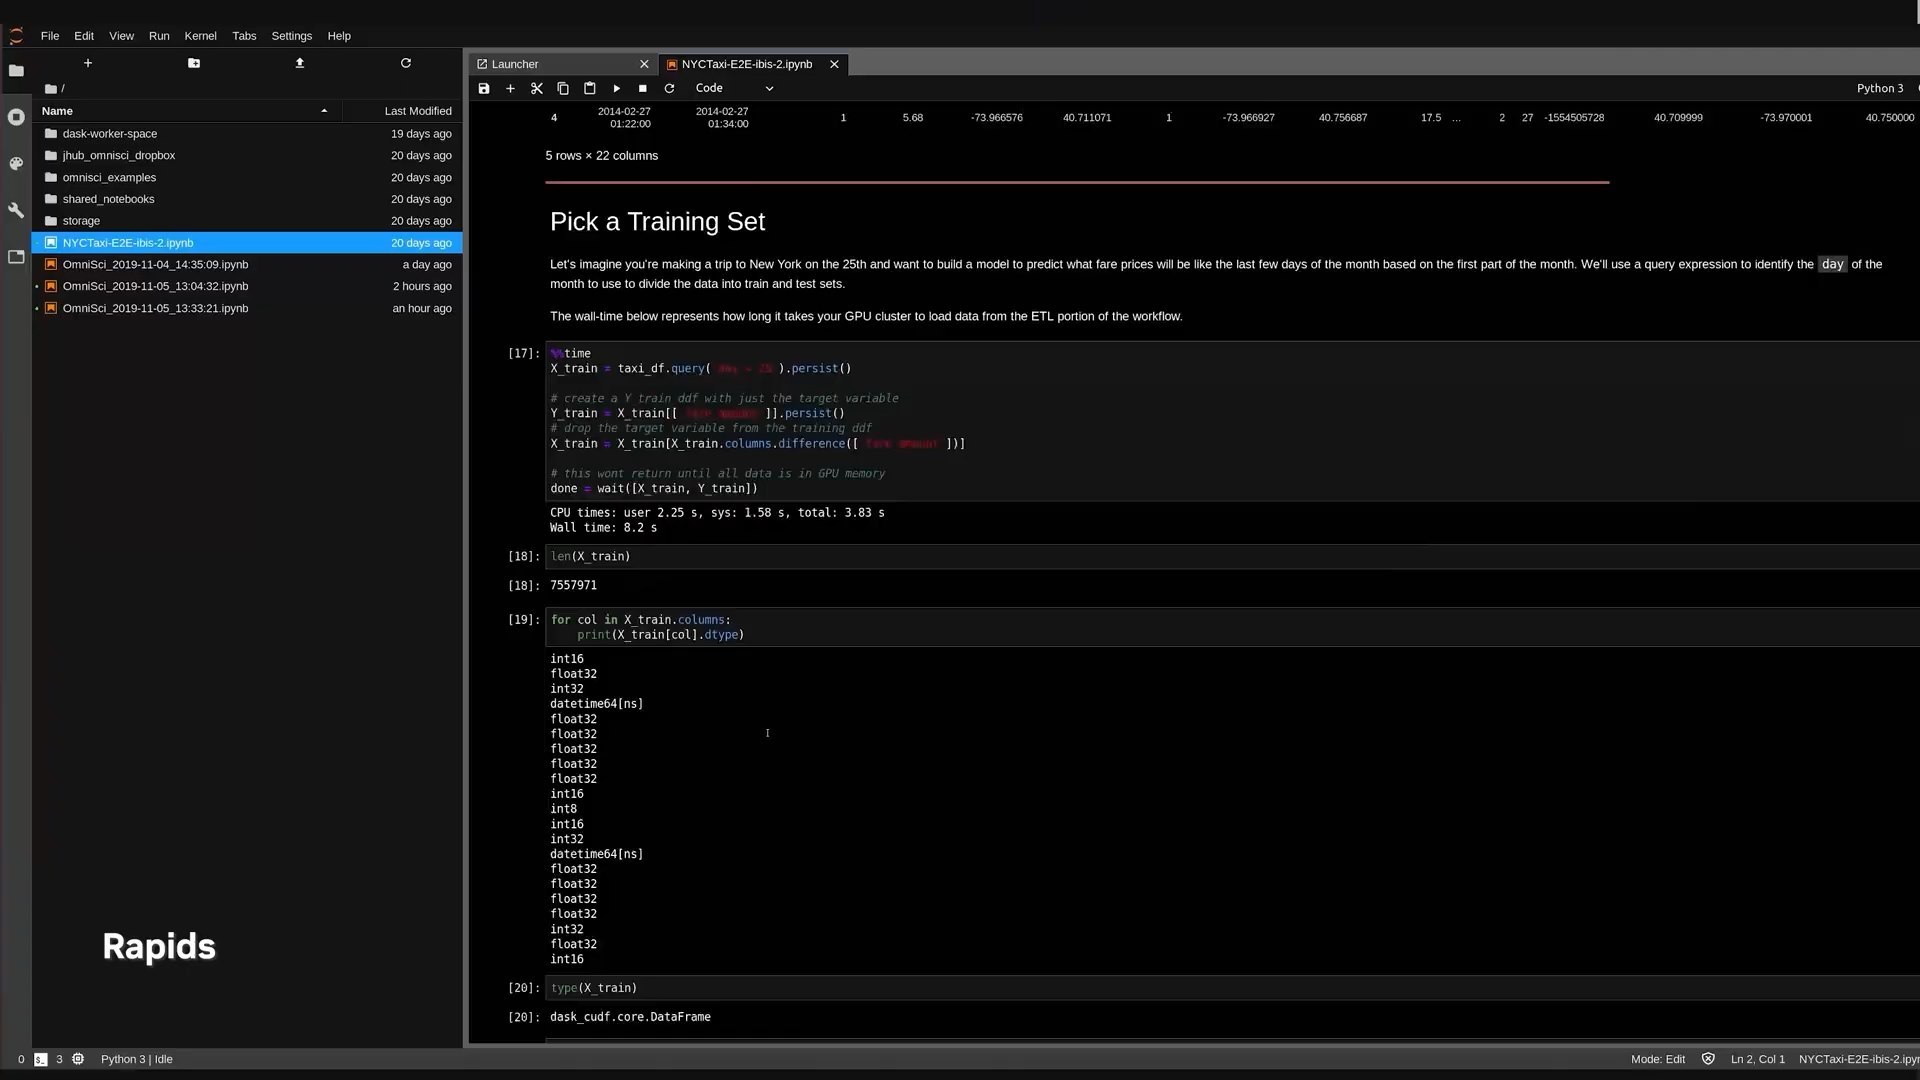 File Edit View Run Kernel Tabs Settings Help
/
Name Last Modified
dask-worker-space 19 days ago
jhub_omnisci_dropbox 20 days ago
omnisci_examples 20 days ago
shared_notebooks 20 days ago
storage 20 days ago
NYCTaxi-E2E-ibis-2.ipynb 20 days ago
OmniSci_2019-11-04_14:35:09.ipynb a day ago
OmniSci_2019-11-05_13:04:32.ipynb 2 hours ago
OmniSci_2019-11-05_13:33:21.ipynb an hour ago
Rapids
Launcher NYCTaxi-E2E-ibis-2.ipynb
Code Python 3
4 2014-02-27 01:22:00 2014-02-27 01:34:00 1 5.68 -73.966576 40.711071 1 -73.966927 40.756687 17.5 ... 2 27 -1554505728 40.709999 -73.970001 40.750000
5 rows × 22 columns
Pick a Training Set
Let's imagine you're making a trip to New York on the 25th and want to build a model to predict what fare prices will be like the last few days of the month based on the first part of the month. We'll use a query expression to identify the day of the
month to use to divide the data into train and test sets.
The wall-time below represents how long it takes your GPU cluster to load data from the ETL portion of the workflow.
[17]: %%time
X_train = taxi_df.query( ).persist()
# create a Y_train ddf with just the target variable
Y_train = X_train[[ ]].persist()
# drop the target variable from the training ddf
X_train = X_train[X_train.columns.difference([ ])]
# this wont return until all data is in GPU memory
done = wait([X_train, Y_train])
CPU times: user 2.25 s, sys: 1.58 s, total: 3.83 s
Wall time: 8.2 s
[18]: len(X_train)
[18]: 7557971
[19]: for col in X_train.columns:
print(X_train[col].dtype)
int16
float32
int32
datetime64[ns]
float32
float32
float32
float32
float32
int16
int8
int16
int32
datetime64[ns]
float32
float32
float32
float32
int32
float32
int16
[20]: type(X_train)
[20]: dask_cudf.core.DataFrame
0 3 Python 3 | Idle Mode: Edit Ln 2, Col 1 NYCTaxi-E2E-ibis-2.ipyn